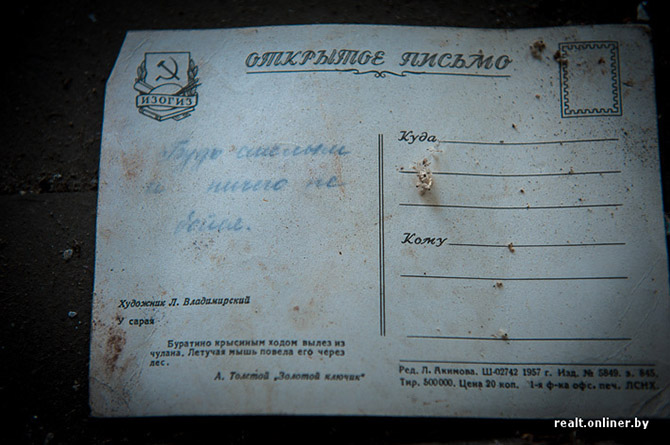 ОТКРЫТОЕ ПИСЬМО
ИЗОГИЗ
Будь смелым
и ничего не
бойся.
Художник Л. Владимирский
У сарая
Буратино крысиным ходом вылез из
чулана. Летучая мышь повела его через
лес.
А. Толстой „Золотой ключик“
Куда
Кому
Ред. Л. Акимова. Ш-02742 1957 г. Изд. № 5849. з. 845.
Тир. 500000. Цена 20 коп. 1-я ф-ка офс. печ. ЛСНХ.
realt.onliner.by